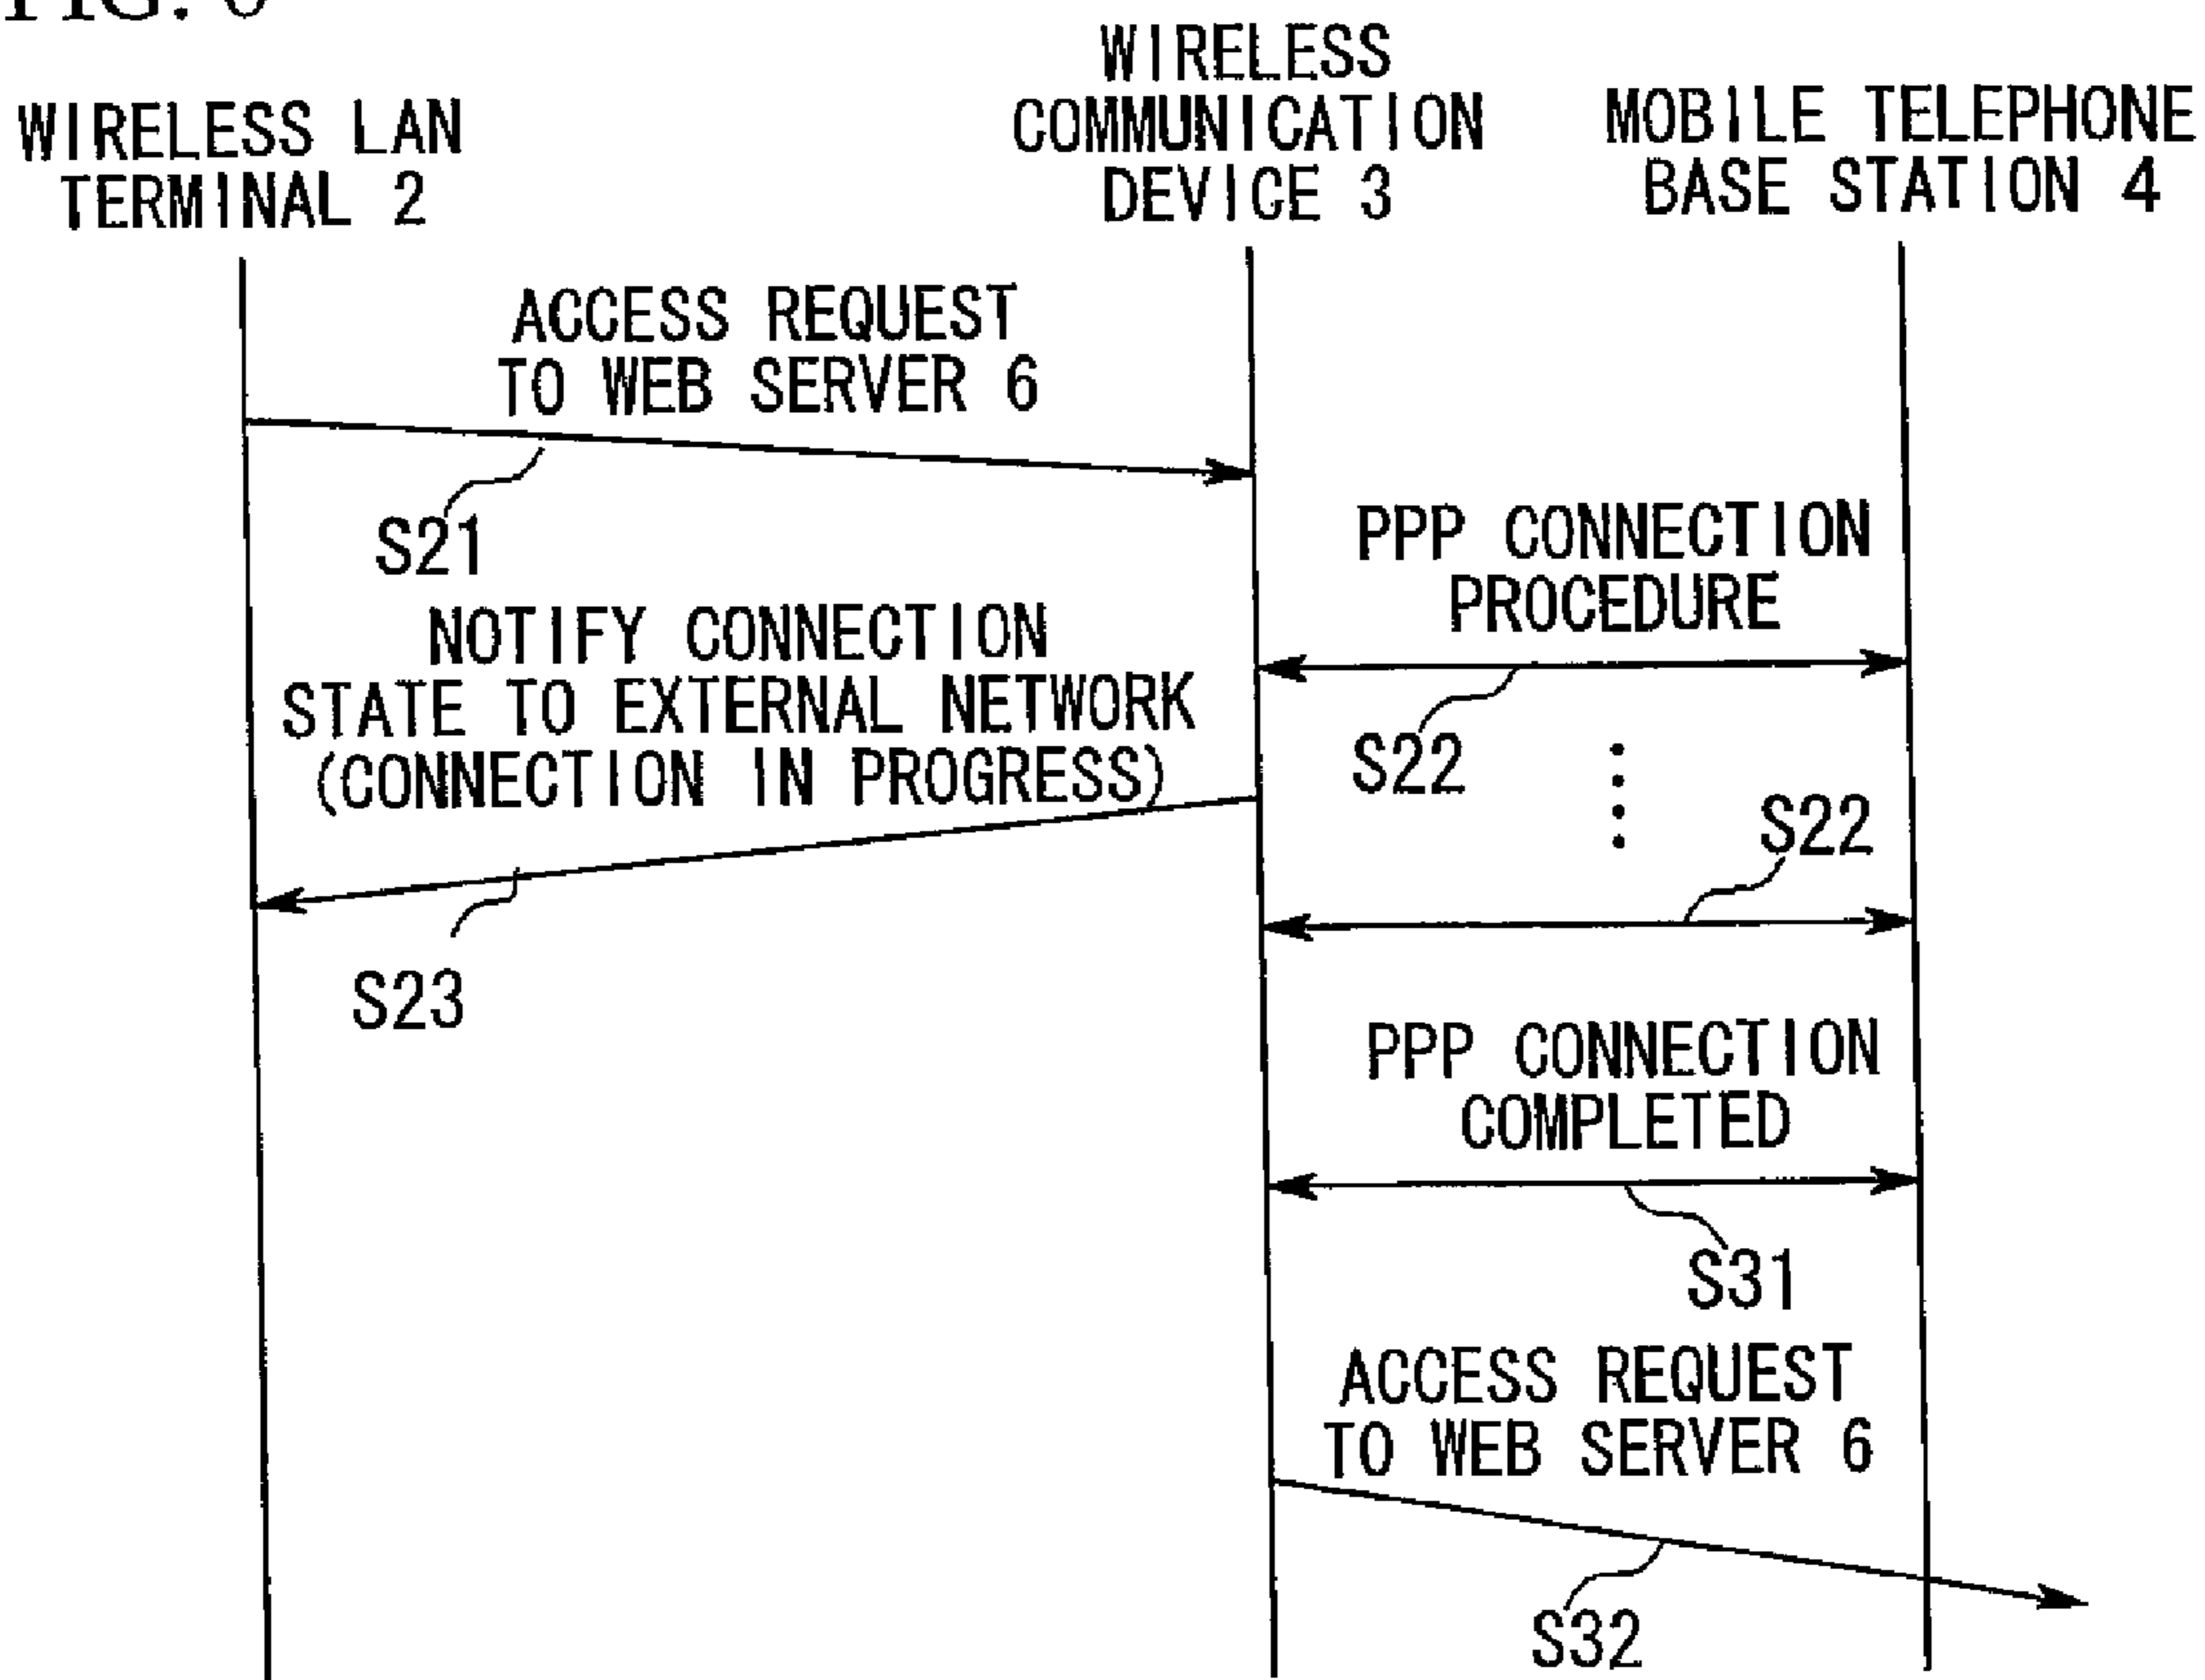 WIRELESS LAN
TERMINAL 2
WIRELESS
COMMUNICATION
DEVICE 3
MOBILE TELEPHONE
BASE STATION 4
ACCESS REQUEST
TO WEB SERVER 6
S21
PPP CONNECTION
PROCEDURE
S22
NOTIFY CONNECTION
STATE TO EXTERNAL NETWORK
(CONNECTION IN PROGRESS)
S22
S23
PPP CONNECTION
COMPLETED
S31
ACCESS REQUEST
TO WEB SERVER 6
S32